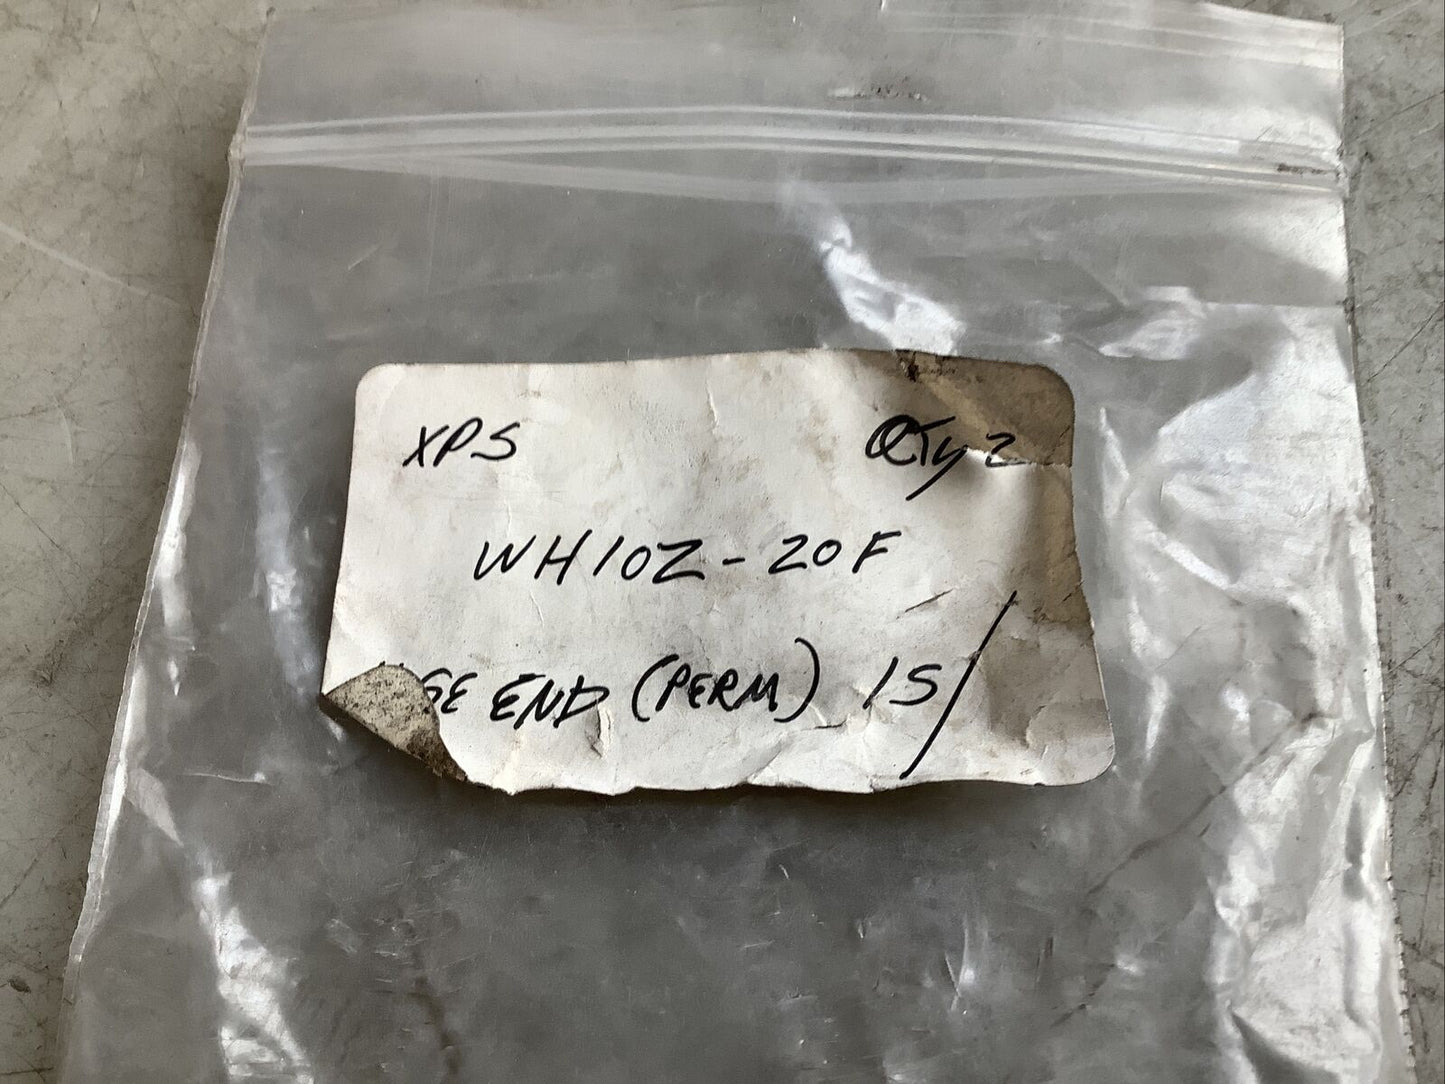 XPS QTy 2
WH10Z-20F
END (PERM) 15/